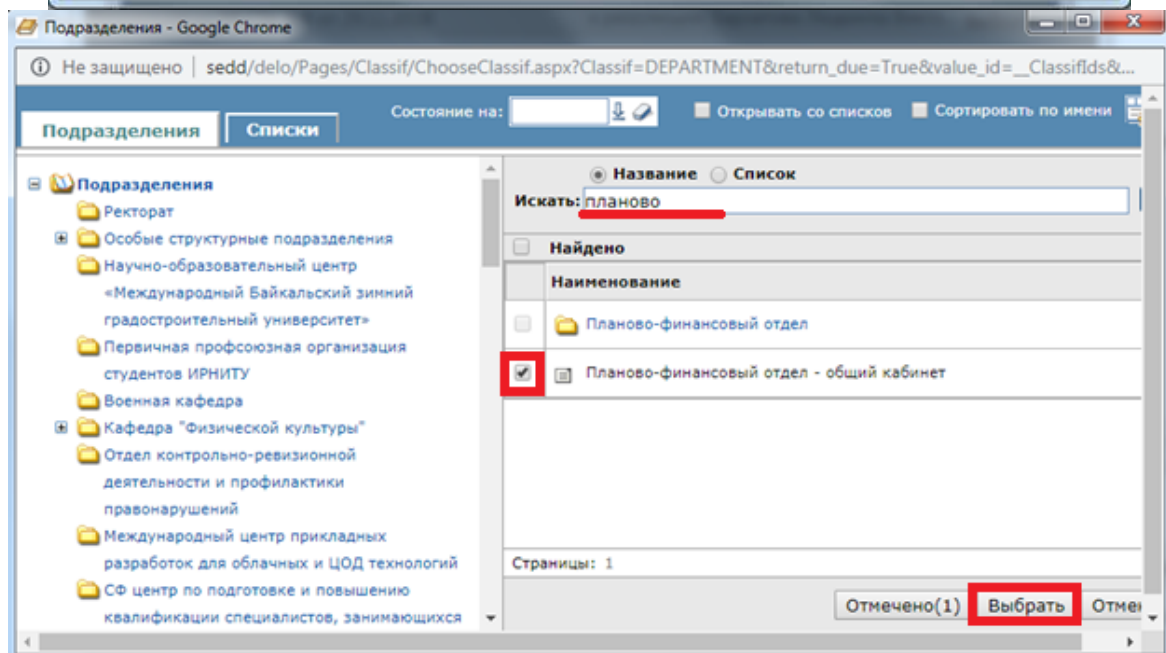 Подразделения - Google Chrome
Не защищено | sedd/delo/Pages/Classif/ChooseClassif.aspx?Classif=DEPARTMENT&return_due=True&value_id=__ClassifIds&...
Подразделения Списки Состояние на: Открывать со списков Сортировать по имени
Подразделения
Ректорат
Особые структурные подразделения
Научно-образовательный центр
«Международный Байкальский зимний
градостроительный университет»
Первичная профсоюзная организация
студентов ИРНИТУ
Военная кафедра
Кафедра "Физической культуры"
Отдел контрольно-ревизионной
деятельности и профилактики
правонарушений
Международный центр прикладных
разработок для облачных и ЦОД технологий
СФ центр по подготовке и повышению
квалификации специалистов, занимающихся
Название Список
Искать: планово
Найдено
Наименование
Планово-финансовый отдел
Планово-финансовый отдел - общий кабинет
Страницы: 1
Отмечено(1) Выбрать Отме